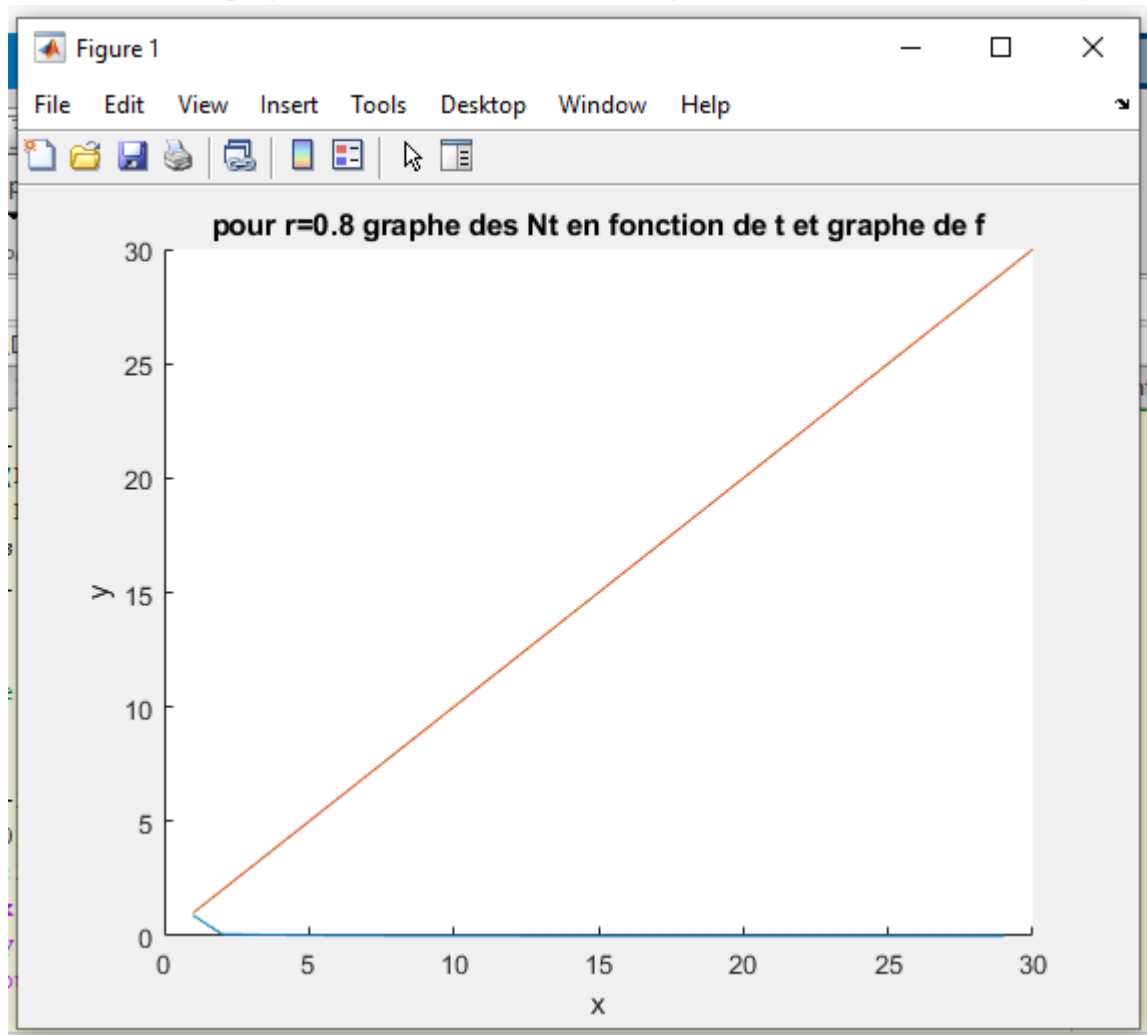 Figure 1
File Edit View Insert Tools Desktop Window Help
pour r=0.8 graphe des Nt en fonction de t et graphe de f
30
25
20
15
10
5
0
y
0 5 10 15 20 25 30
x